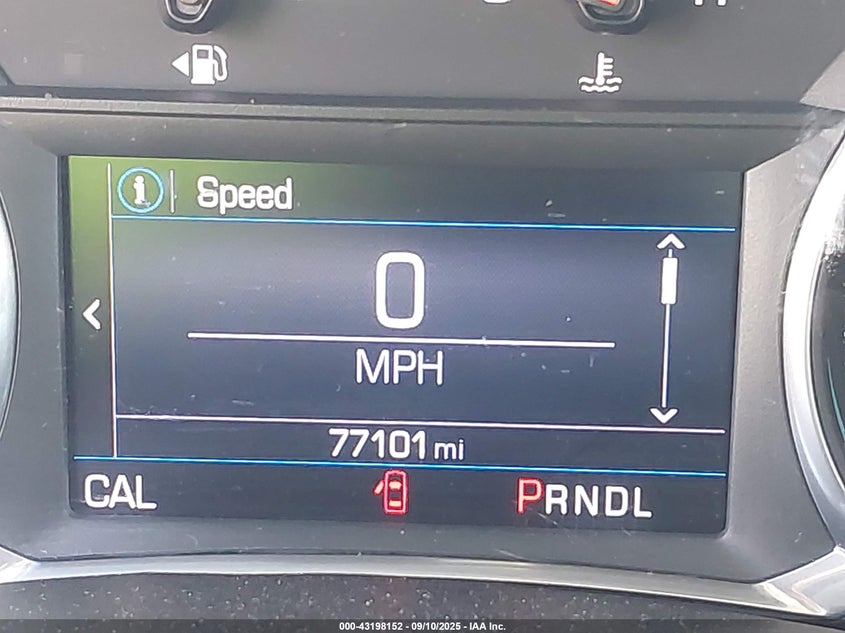 Speed
0
MPH
77101 mi
CAL
PRNDL
000-43198152 - 09/10/2025 - IAA Inc.